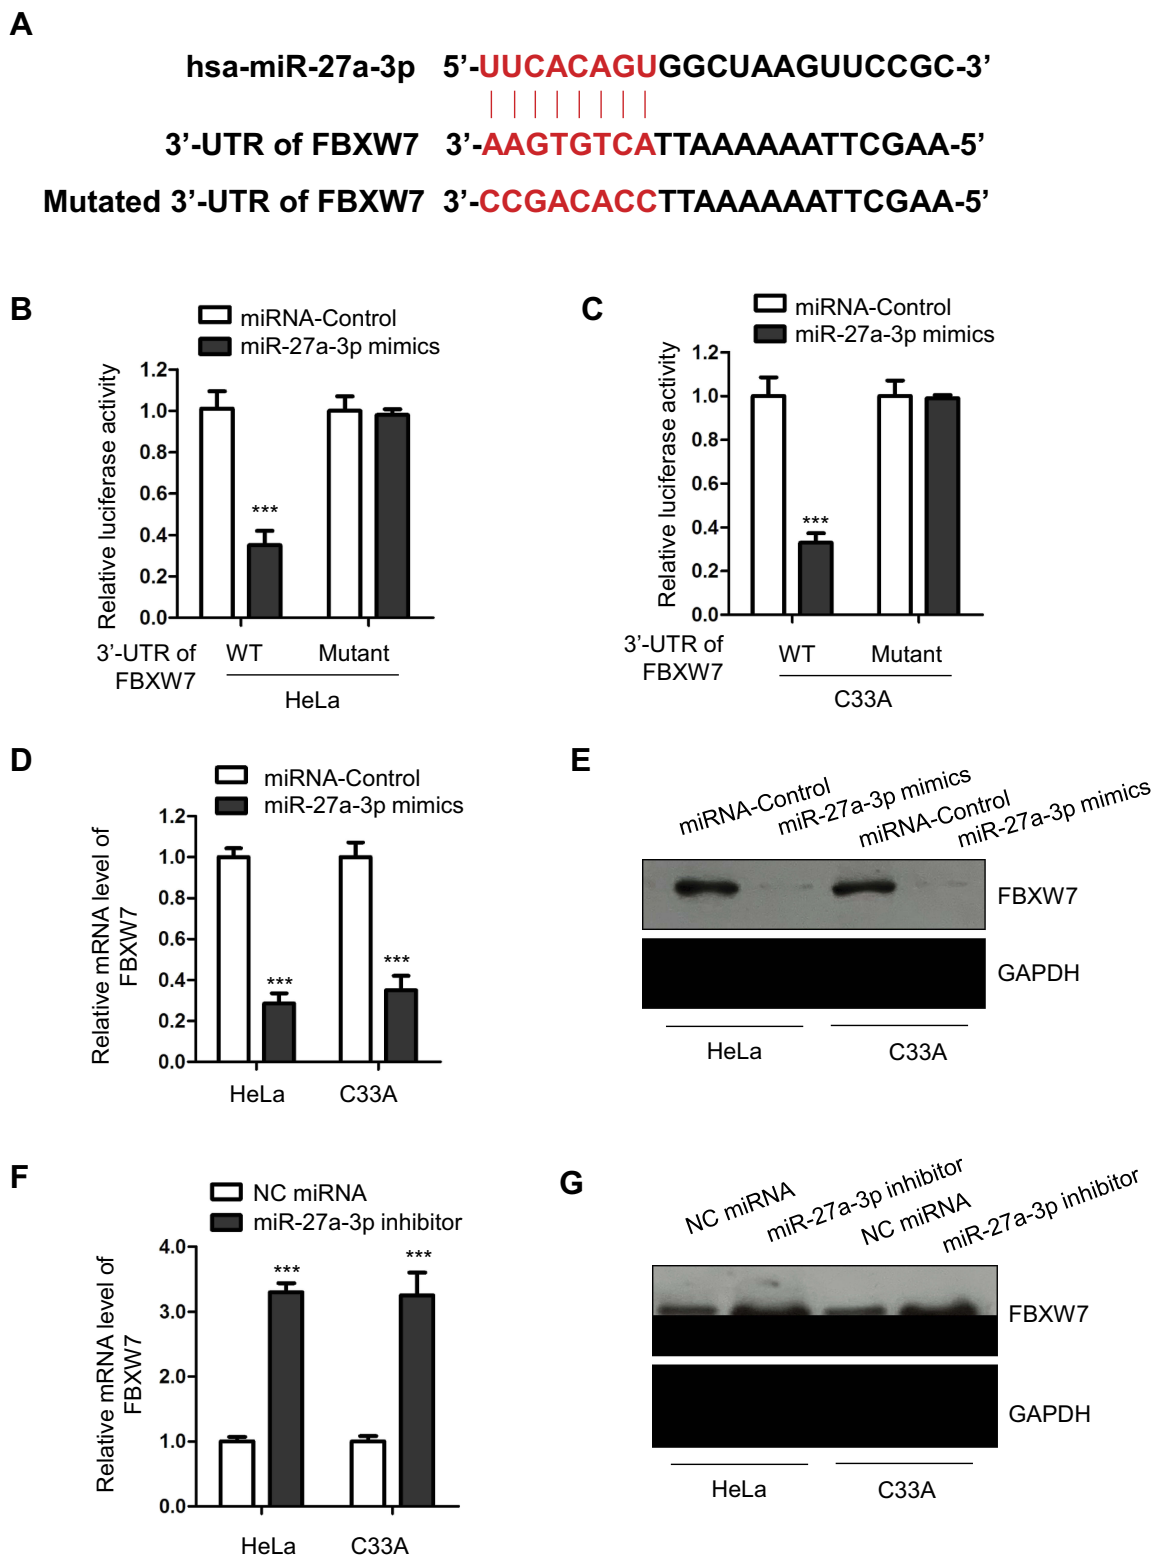 A
hsa-miR-27a-3p 5’-UUCACAGUGGCUAAGUUCCGC-3’
3’-UTR of FBXW7 3’-AAGTGTCATTAAAAAATTCGAA-5’
Mutated 3’-UTR of FBXW7 3’-CCGACACCTTAAAAAATTCGAA-5’
B
miRNA-Control
miR-27a-3p mimics
Relative luciferase activity
1.2
1.0
0.8
0.6
0.4
0.2
0.0
***
3’-UTR of
FBXW7
WT Mutant
HeLa
C
miRNA-Control
miR-27a-3p mimics
Relative luciferase activity
1.2
1.0
0.8
0.6
0.4
0.2
0.0
***
3’-UTR of
FBXW7
WT Mutant
C33A
D
miRNA-Control
miR-27a-3p mimics
Relative mRNA level of
FBXW7
1.2
1.0
0.8
0.6
0.4
0.2
0.0
***
***
HeLa C33A
E
miRNA-Control
miR-27a-3p mimics
miRNA-Control
miR-27a-3p mimics
FBXW7
GAPDH
HeLa C33A
F
NC miRNA
miR-27a-3p inhibitor
Relative mRNA level of
FBXW7
4.0
3.0
2.0
1.0
0.0
***
***
HeLa C33A
G
NC miRNA
miR-27a-3p inhibitor
NC miRNA
miR-27a-3p inhibitor
FBXW7
GAPDH
HeLa C33A